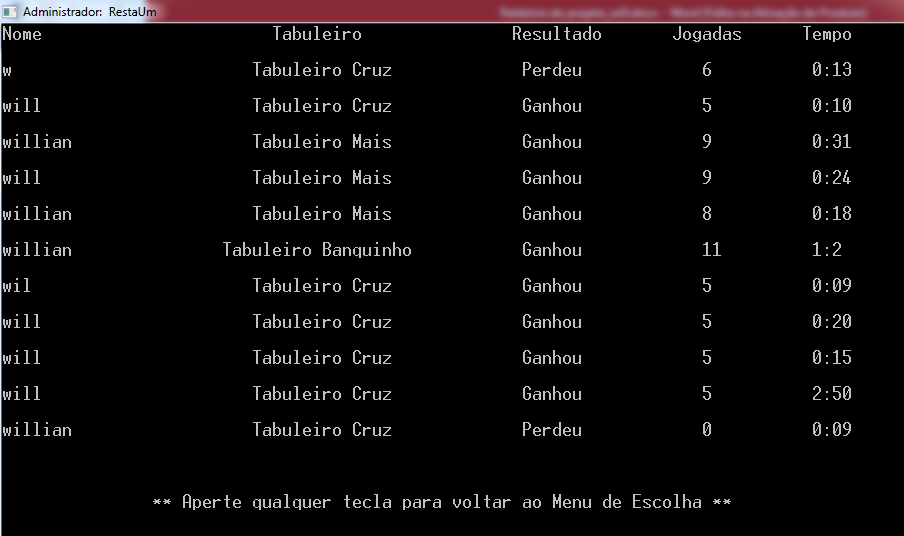 Administrador: RestaUm
Nome Tabuleiro Resultado Jogadas Tempo
w Tabuleiro Cruz Perdeu 6 0:13
will Tabuleiro Cruz Ganhou 5 0:10
willian Tabuleiro Mais Ganhou 9 0:31
will Tabuleiro Mais Ganhou 9 0:24
willian Tabuleiro Mais Ganhou 8 0:18
willian Tabuleiro Banquinho Ganhou 11 1:2
wil Tabuleiro Cruz Ganhou 5 0:09
will Tabuleiro Cruz Ganhou 5 0:20
will Tabuleiro Cruz Ganhou 5 0:15
will Tabuleiro Cruz Ganhou 5 2:50
willian Tabuleiro Cruz Perdeu 0 0:09
** Aperte qualquer tecla para voltar ao Menu de Escolha **